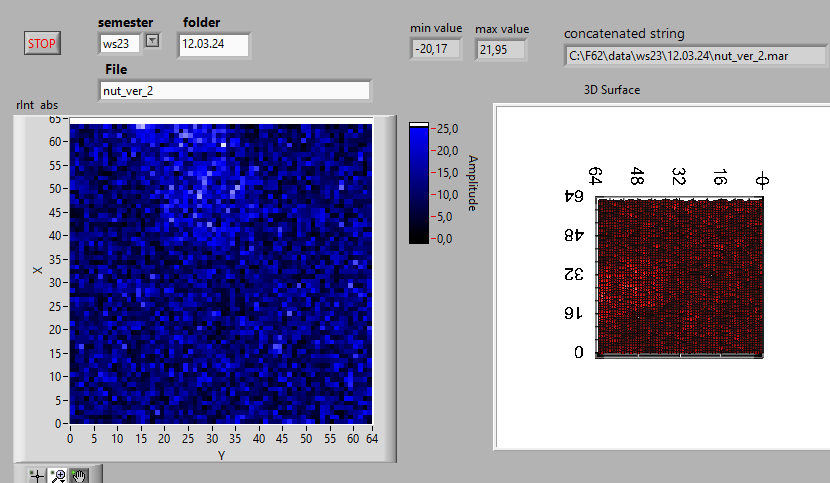 semester
folder
min value
max value
concatenated string
STOP
ws23
12.03.24
-20,17
21,95
C:\F62\data\ws23\12.03.24\nut_ver_2.mar
File
nut_ver_2
3D Surface
rInt abs
65
60
55
50
45
40
35
30
25
20
15
10
5
0
X
0 5 10 15 20 25 30 35 40 45 50 55 60 64
Y
25,0
20,0
15,0
10,0
5,0
0,0
Amplitude
64 48 32 16 0
64
48
32
16
0